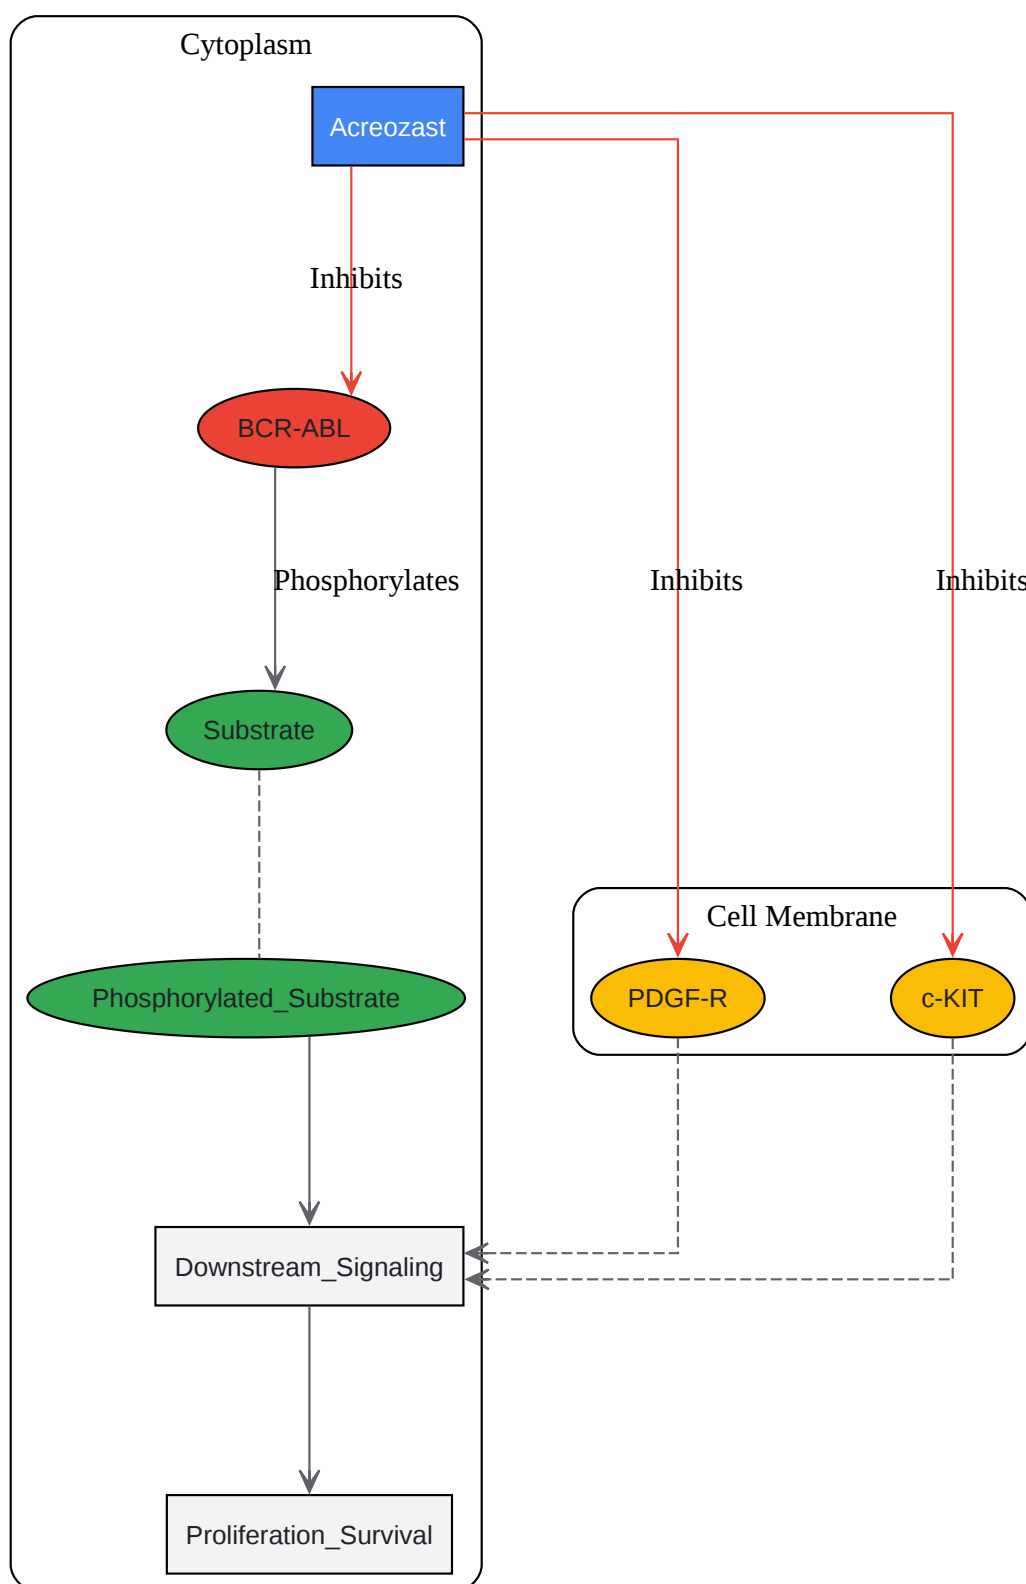 Cytoplasm
Acreozast
Inhibits
BCR-ABL
Phosphorylates
Inhibits
Inhibits
Substrate
Cell Membrane
Phosphorylated_Substrate
PDGF-R
c-KIT
Downstream_Signaling
Proliferation_Survival